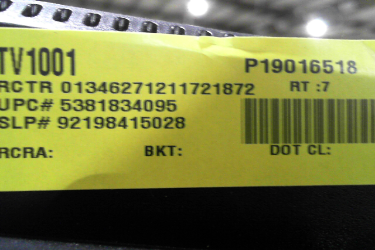 TV1001 P19016518
RCTR 01346271211721872 RT :7
UPC# 5381834095
SLP# 92198415028
RCRA: BKT: DOT CL: